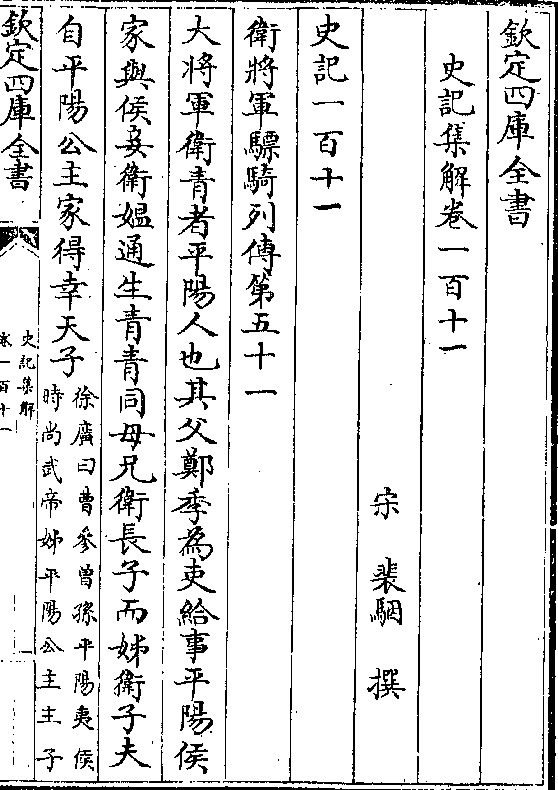 欽定四庫全書
史記集解卷一百十一
宋 裴駰 撰
史記一百十一
衛將軍驃騎列傳第五十一
大將軍衛青者平陽人也其父鄭季為吏給事平陽侯
家與侯妾衛媼通生青青同母兄衛長子而姊衛子夫
自平陽公主家得幸天子
徐廣曰曹參曾孫平陽夷侯
時尚武帝姊平陽公主主子
欽定四庫全書
史記集解
卷一百十一